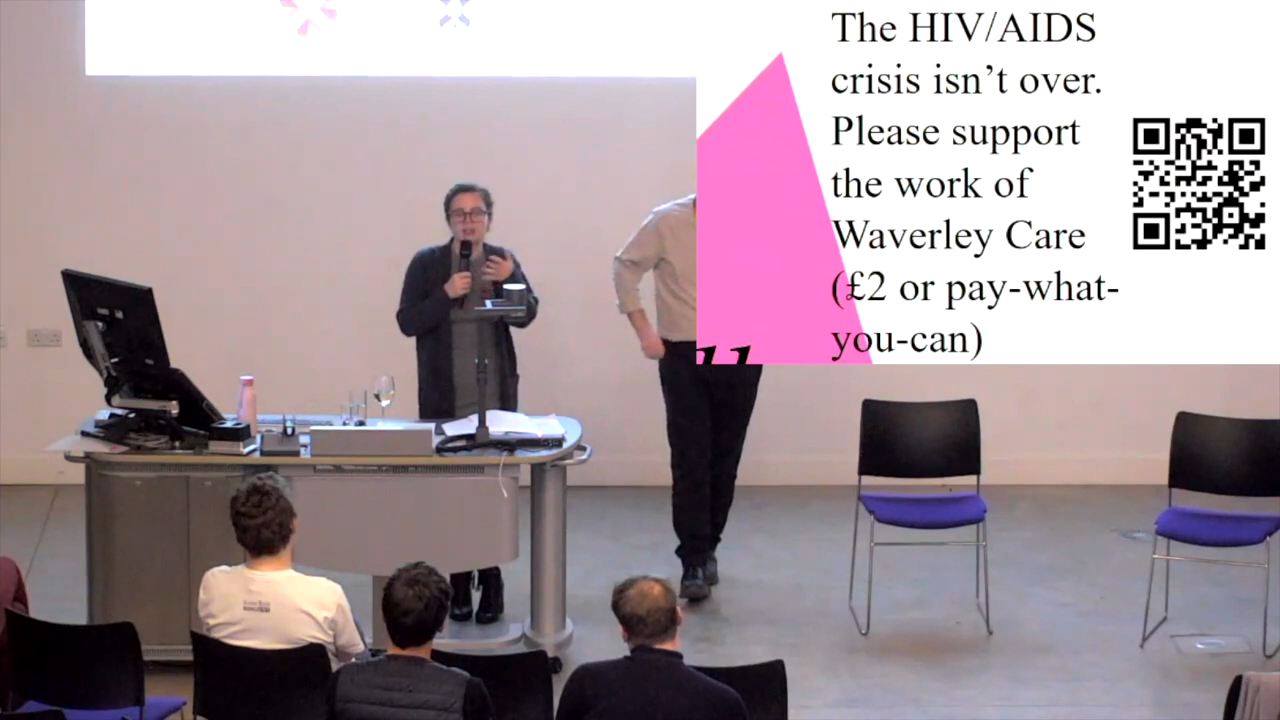 The HIV/AIDS
crisis isn’t over.
Please support
the work of
Waverley Care
(£2 or pay-what-
you-can)